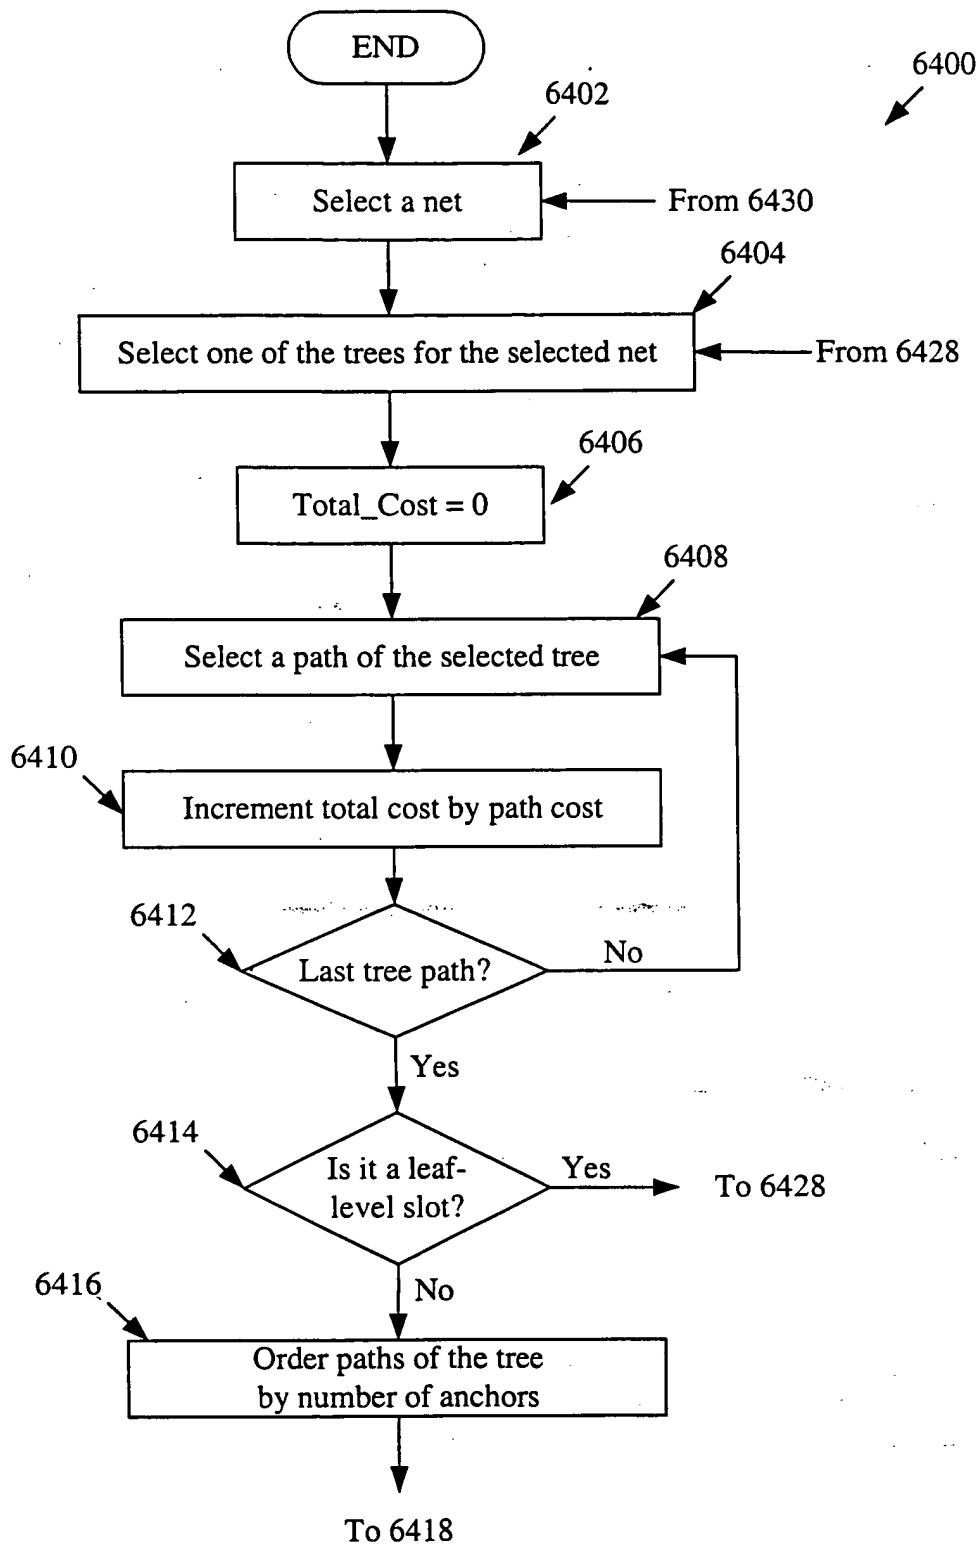 END
6400
6402
Select a net
From 6430
6404
Select one of the trees for the selected net
From 6428
6406
Total_Cost = 0
6408
Select a path of the selected tree
6410
Increment total cost by path cost
6412
Last tree path?
No
Yes
6414
Is it a leaf-
level slot?
Yes
To 6428
No
6416
Order paths of the tree
by number of anchors
To 6418